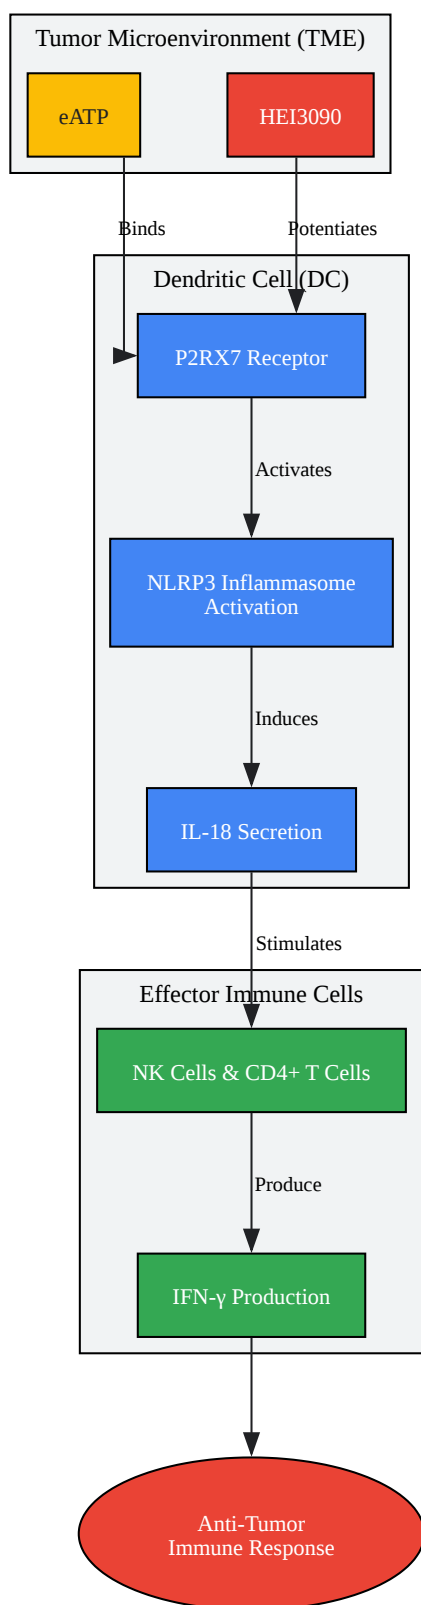 Tumor Microenvironment (TME)
eATP
HEI3090
Binds
Potentiates
Dendritic Cell (DC)
P2RX7 Receptor
Activates
NLRP3 Inflammasome
Activation
Induces
IL-18 Secretion
Stimulates
Effector Immune Cells
NK Cells & CD4+ T Cells
Produce
IFN-γ Production
Anti-Tumor
Immune Response